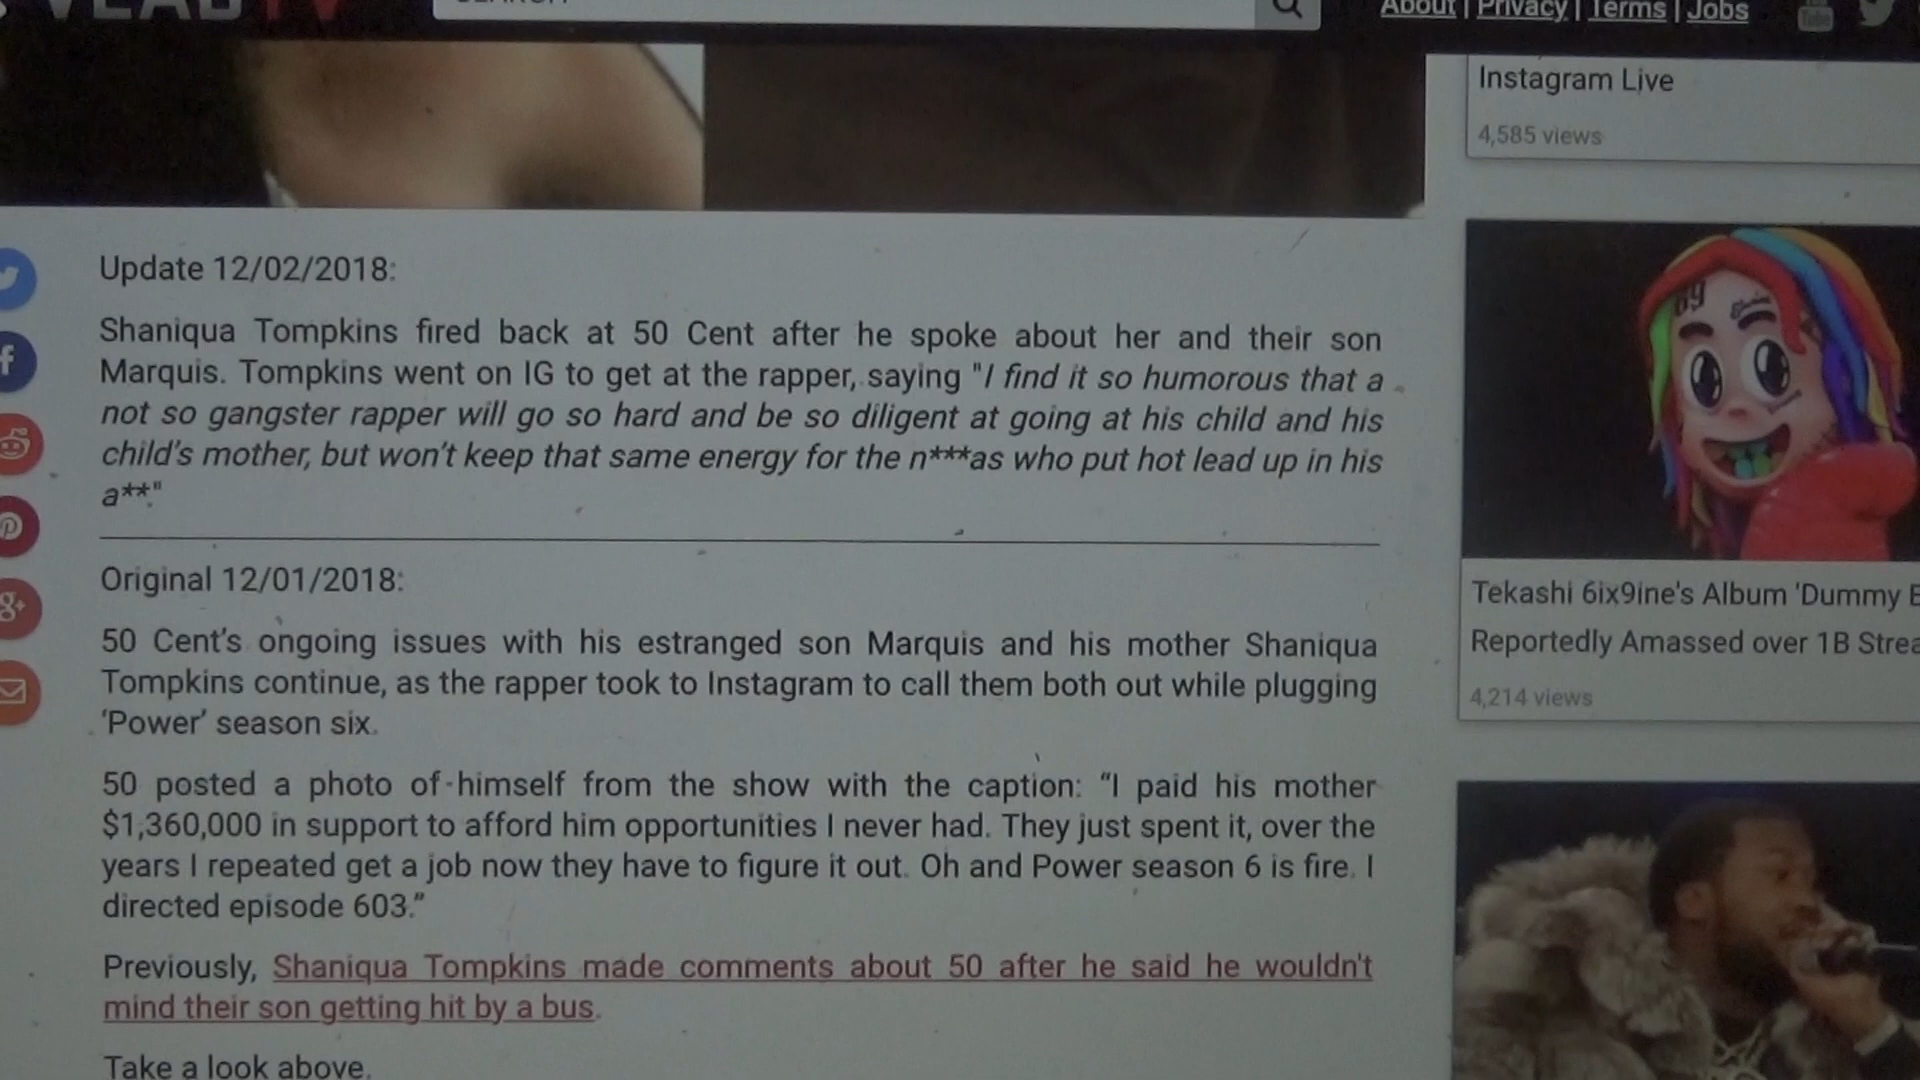 VLADTV
About | Privacy | Terms | Jobs
Instagram Live
4,585 views
Update 12/02/2018:
Shaniqua Tompkins fired back at 50 Cent after he spoke about her and their son
Marquis. Tompkins went on IG to get at the rapper, saying "I find it so humorous that a
not so gangster rapper will go so hard and be so diligent at going at his child and his
child's mother, but won't keep that same energy for the n***as who put hot lead up in his
a**."
Original 12/01/2018:
50 Cent's ongoing issues with his estranged son Marquis and his mother Shaniqua
Tompkins continue, as the rapper took to Instagram to call them both out while plugging
'Power' season six.
50 posted a photo of himself from the show with the caption: "I paid his mother
$1,360,000 in support to afford him opportunities I never had. They just spent it, over the
years I repeated get a job now they have to figure it out. Oh and Power season 6 is fire. I
directed episode 603."
Previously, Shaniqua Tompkins made comments about 50 after he said he wouldn't
mind their son getting hit by a bus.
Take a look above.
Tekashi 6ix9ine's Album 'Dummy
Reportedly Amassed over 1B
4,214 views